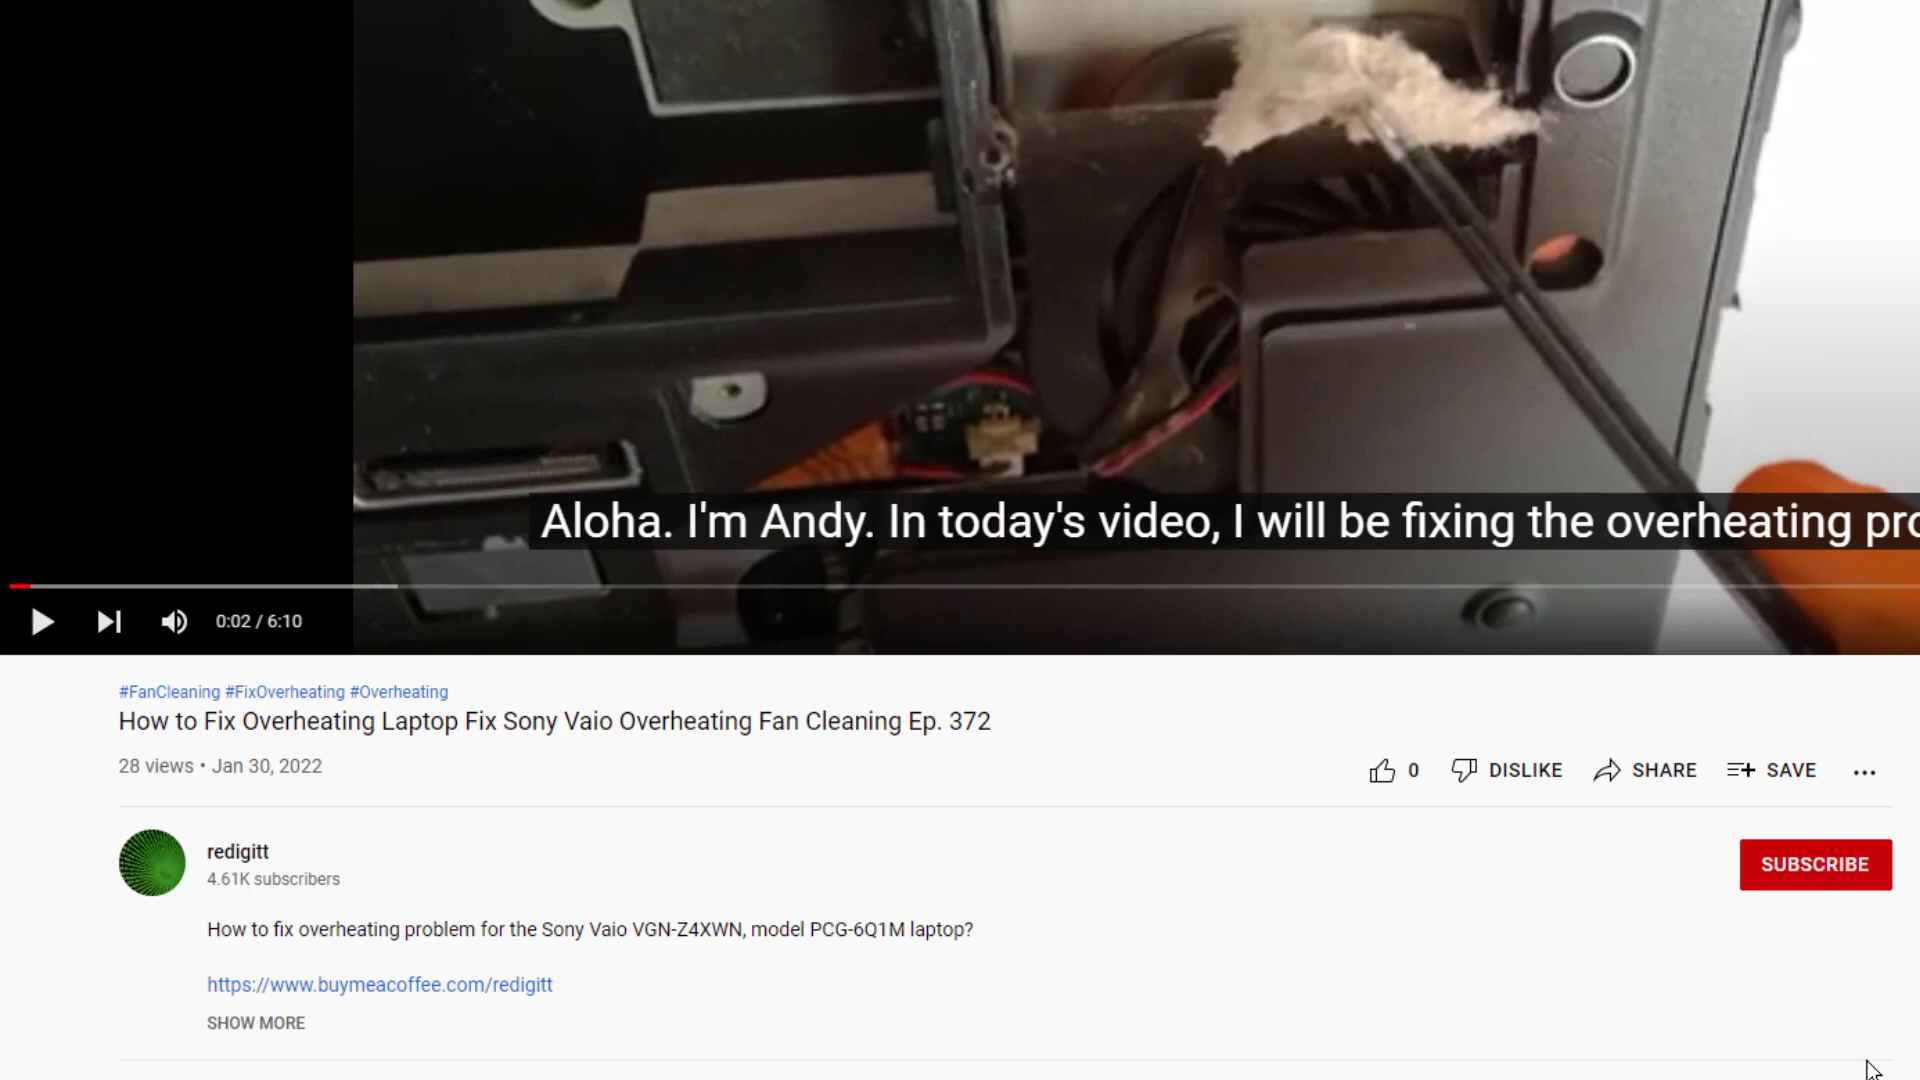 Aloha. I'm Andy. In today's video, I will be fixing the overheating
0:02 / 6:10
#FanCleaning #FixOverheating #Overheating
How to Fix Overheating Laptop Fix Sony Vaio Overheating Fan Cleaning Ep. 372
28 views • Jan 30, 2022
0 DISLIKE SHARE SAVE ...
redigitt
4.61K subscribers
SUBSCRIBE
How to fix overheating problem for the Sony Vaio VGN-Z4XWN, model PCG-6Q1M laptop?
https://www.buymeacoffee.com/redigitt
SHOW MORE